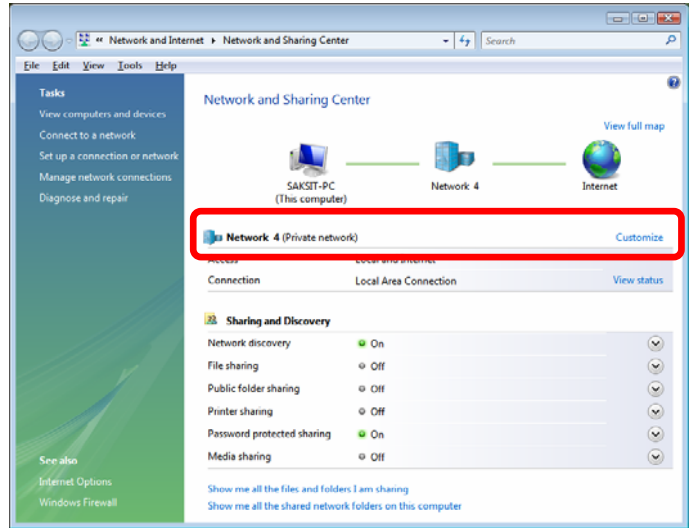 « Network and Internet ▸ Network and Sharing Center
Search
File Edit View Tools Help
Tasks
View computers and devices
Connect to a network
Set up a connection or network
Manage network connections
Diagnose and repair
See also
Internet Options
Windows Firewall
Network and Sharing Center
View full map
SAKSIT-PC
(This computer)
Network 4
Internet
Network 4 (Private network) Customize
Access Local and Internet
Connection Local Area Connection View status
Sharing and Discovery
Network discovery On
File sharing Off
Public folder sharing Off
Printer sharing Off
Password protected sharing On
Media sharing Off
Show me all the files and folders I am sharing
Show me all the shared network folders on this computer